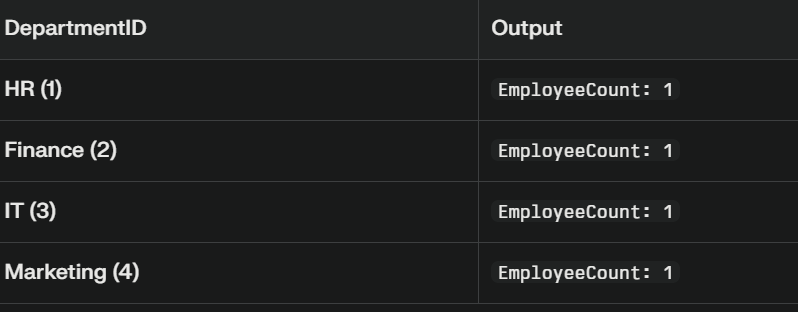 DepartmentID Output
HR (1) EmployeeCount: 1
Finance (2) EmployeeCount: 1
IT (3) EmployeeCount: 1
Marketing (4) EmployeeCount: 1